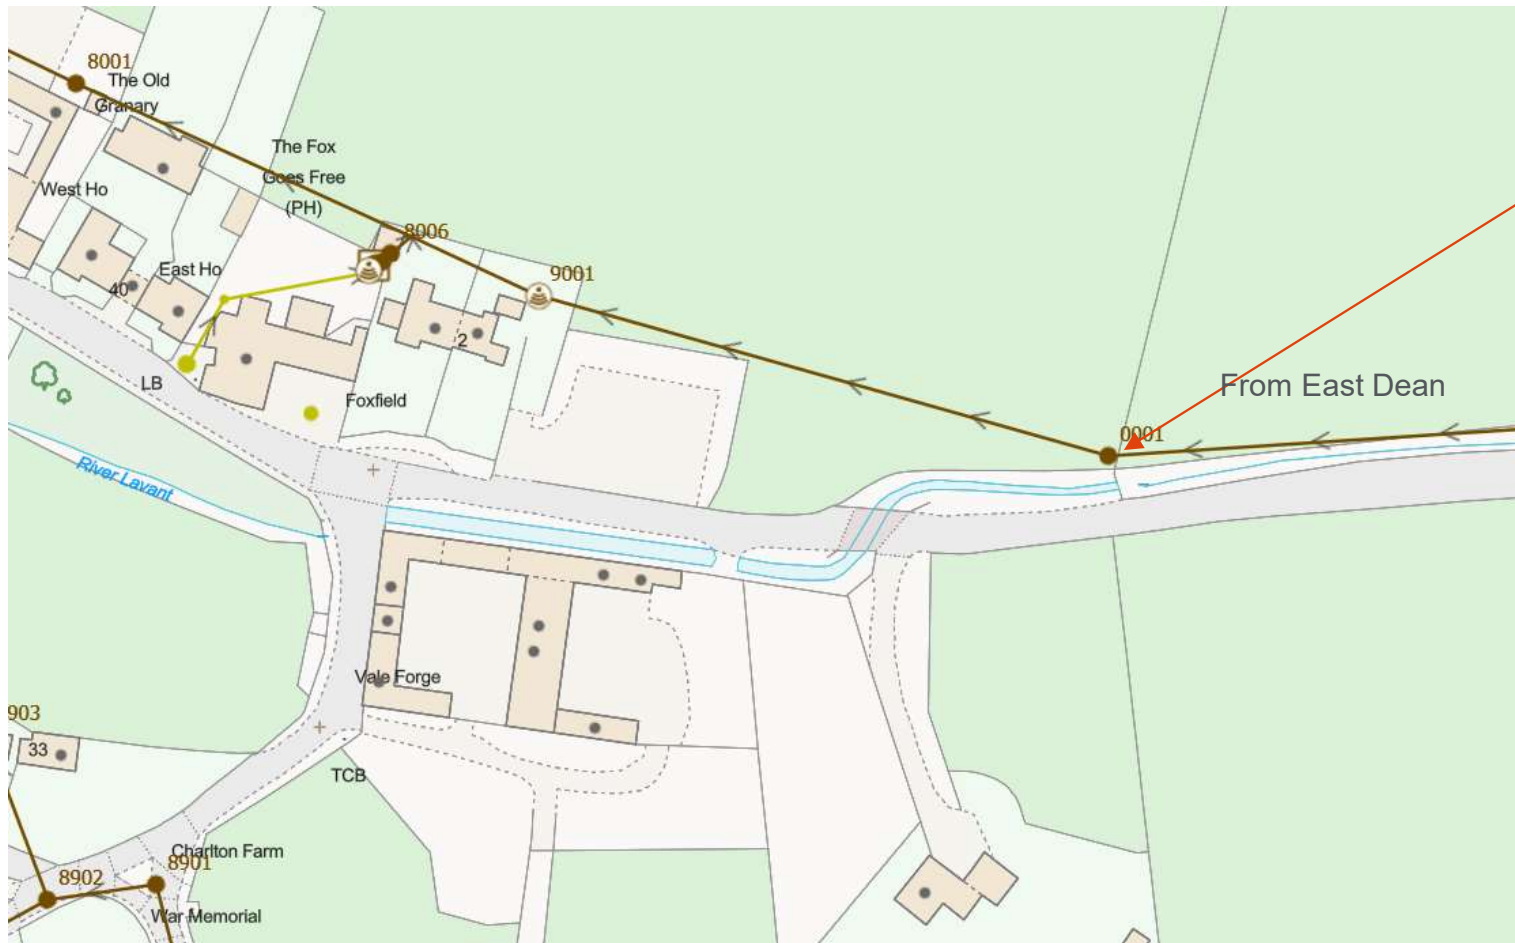 8001
The Old
Granary
The Fox
Goes Free
(PH)
West Ho
8006
East Ho
9001
40
2
LB
Foxfield
From East Dean
0001
River Lavant
Vale Forge
903
33
TCB
Charlton Farm
8901
8902
War Memorial